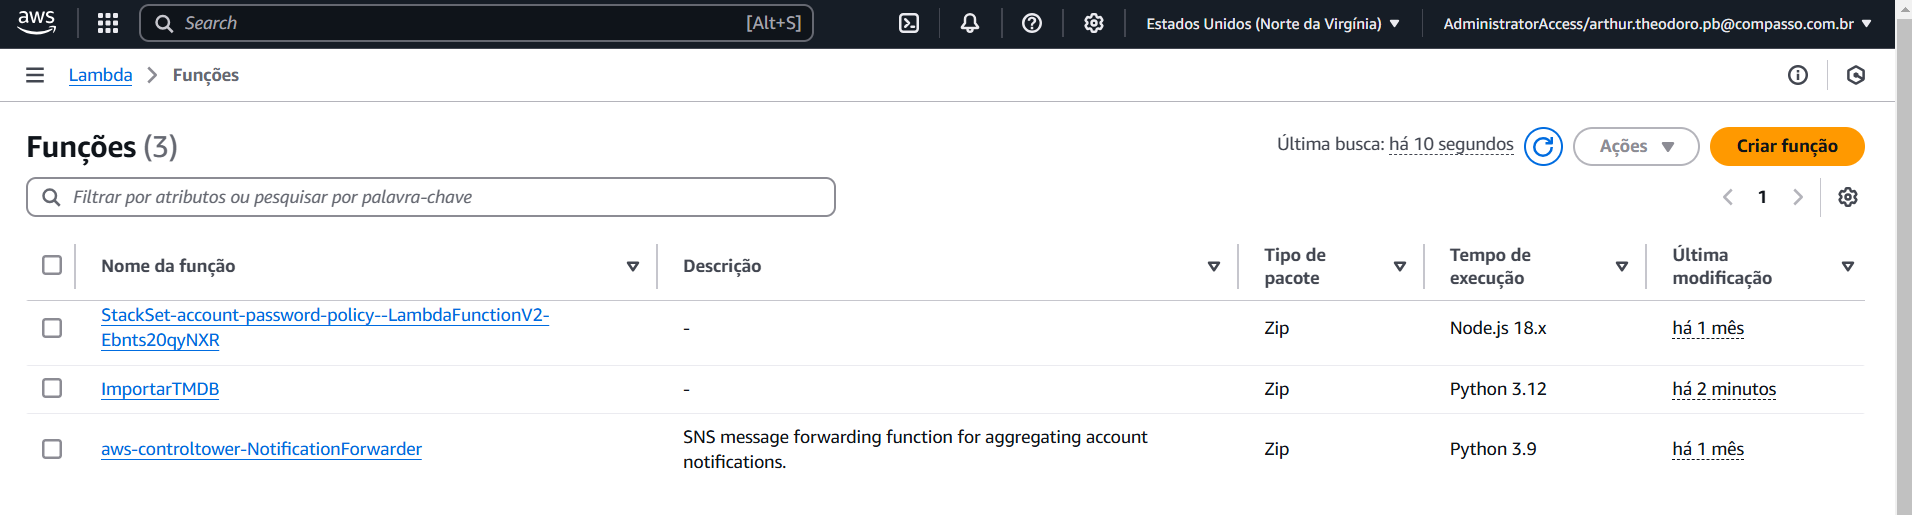 aws
Search [Alt+S]
Estados Unidos (Norte da Virgínia)
AdministratorAccess/arthur.theodoro.pb@compasso.com.br
Lambda
Funções
Funções (3)
Última busca: há 10 segundos
Ações
Criar função
Filtrar por atributos ou pesquisar por palavra-chave
1
Nome da função
Descrição
Tipo de
pacote
Tempo de
execução
Última
modificação
StackSet-account-password-policy--LambdaFunctionV2-
Ebnts20qyNXR
-
Zip
Node.js 18.x
há 1 mês
ImportarTMDB
-
Zip
Python 3.12
há 2 minutos
aws-controltower-NotificationForwarder
SNS message forwarding function for aggregating account
notifications.
Zip
Python 3.9
há 1 mês